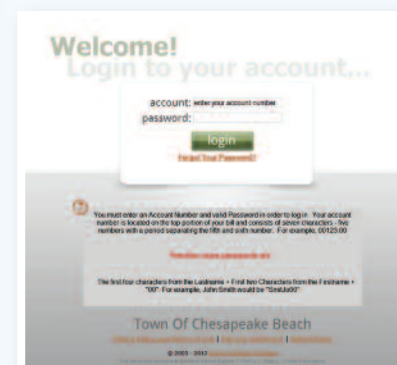 Welcome!
Login to your account...
account: enter your account number
password:
login
Forgot Your Password?
You must enter an Account Number and valid Password in order to log in. Your account
number is located on the top portion of your bill and consists of seven characters - five
numbers with a period separating the fifth and sixth number. For example, 00123.00
The first four characters from the Lastname + First two Characters from the Firstname +
"00". For example, John Smith would be "SmitJo00"
Town Of Chesapeake Beach
© 2003 - 2012